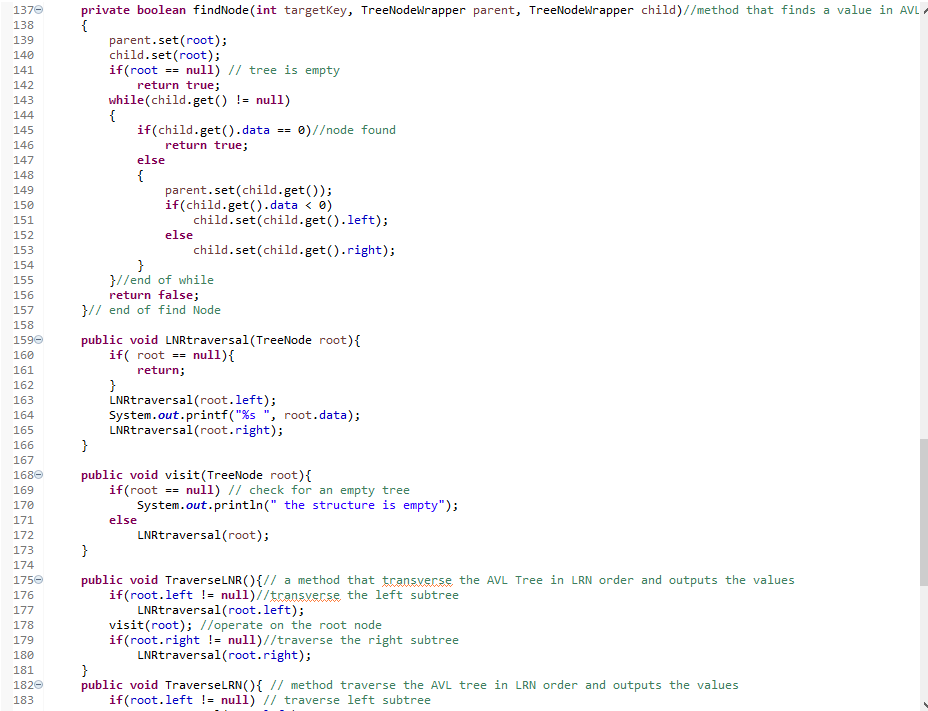 137 private boolean findNode(int targetKey, TreeNodeWrapper parent, TreeNodeWrapper child)//method that finds a value in AVL
138 {
139 parent.set(root);
140 child.set(root);
141 if(root == null) // tree is empty
142 return true;
143 while(child.get() != null)
144 {
145 if(child.get().data == 0)//node found
146 return true;
147 else
148 {
149 parent.set(child.get());
150 if(child.get().data < 0)
151 child.set(child.get().left);
152 else
153 child.set(child.get().right);
154 }
155 }//end of while
156 return false;
157 }// end of find Node
158
159 public void LNRtraversal(TreeNode root){
160 if( root == null){
161 return;
162 }
163 LNRtraversal(root.left);
164 System.out.printf("%s ", root.data);
165 LNRtraversal(root.right);
166 }
167
168 public void visit(TreeNode root){
169 if(root == null) // check for an empty tree
170 System.out.println(" the structure is empty");
171 else
172 LNRtraversal(root);
173 }
174
175 public void TraverseLNR(){// a method that transverse the AVL Tree in LRN order and outputs the values
176 if(root.left != null)//transverse the left subtree
177 LNRtraversal(root.left);
178 visit(root); //operate on the root node
179 if(root.right != null)//traverse the right subtree
180 LNRtraversal(root.right);
181 }
182 public void TraverseLRN(){ // method traverse the AVL tree in LRN order and outputs the values
183 if(root.left != null) // traverse left subtree